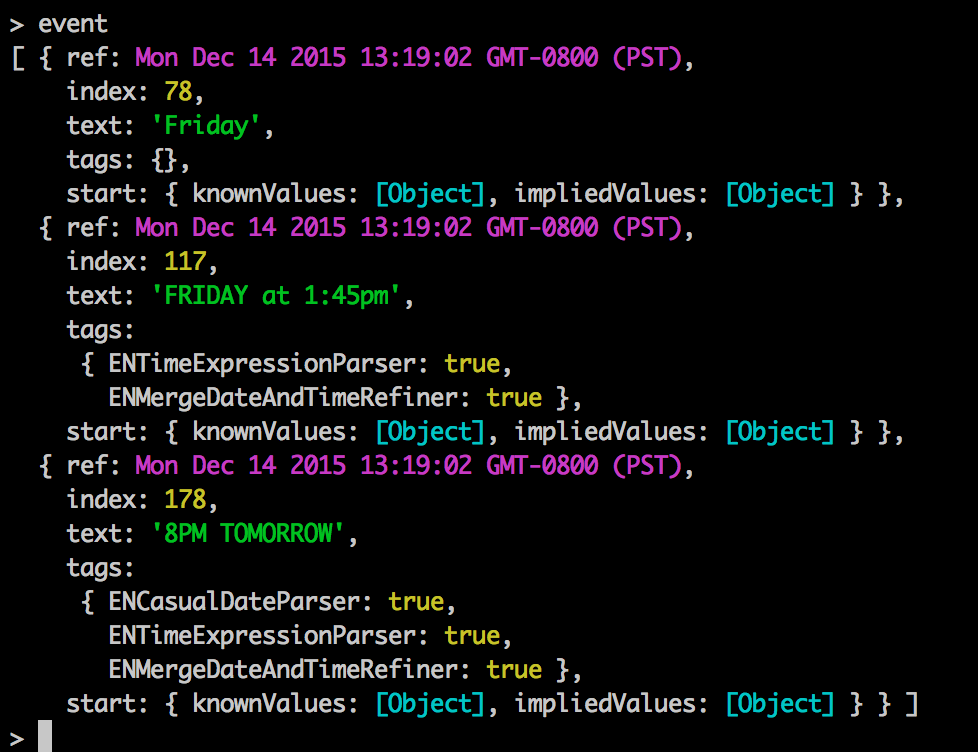 > event
[ { ref: Mon Dec 14 2015 13:19:02 GMT-0800 (PST),
    index: 78,
    text: 'Friday',
    tags: {},
    start: { knownValues: [Object], impliedValues: [Object] } },
  { ref: Mon Dec 14 2015 13:19:02 GMT-0800 (PST),
    index: 117,
    text: 'FRIDAY at 1:45pm',
    tags:
     { ENTimeExpressionParser: true,
       ENMergeDateAndTimeRefiner: true },
    start: { knownValues: [Object], impliedValues: [Object] } },
  { ref: Mon Dec 14 2015 13:19:02 GMT-0800 (PST),
    index: 178,
    text: '8PM TOMORROW',
    tags:
     { ENCasualDateParser: true,
       ENTimeExpressionParser: true,
       ENMergeDateAndTimeRefiner: true },
    start: { knownValues: [Object], impliedValues: [Object] } } ]
>